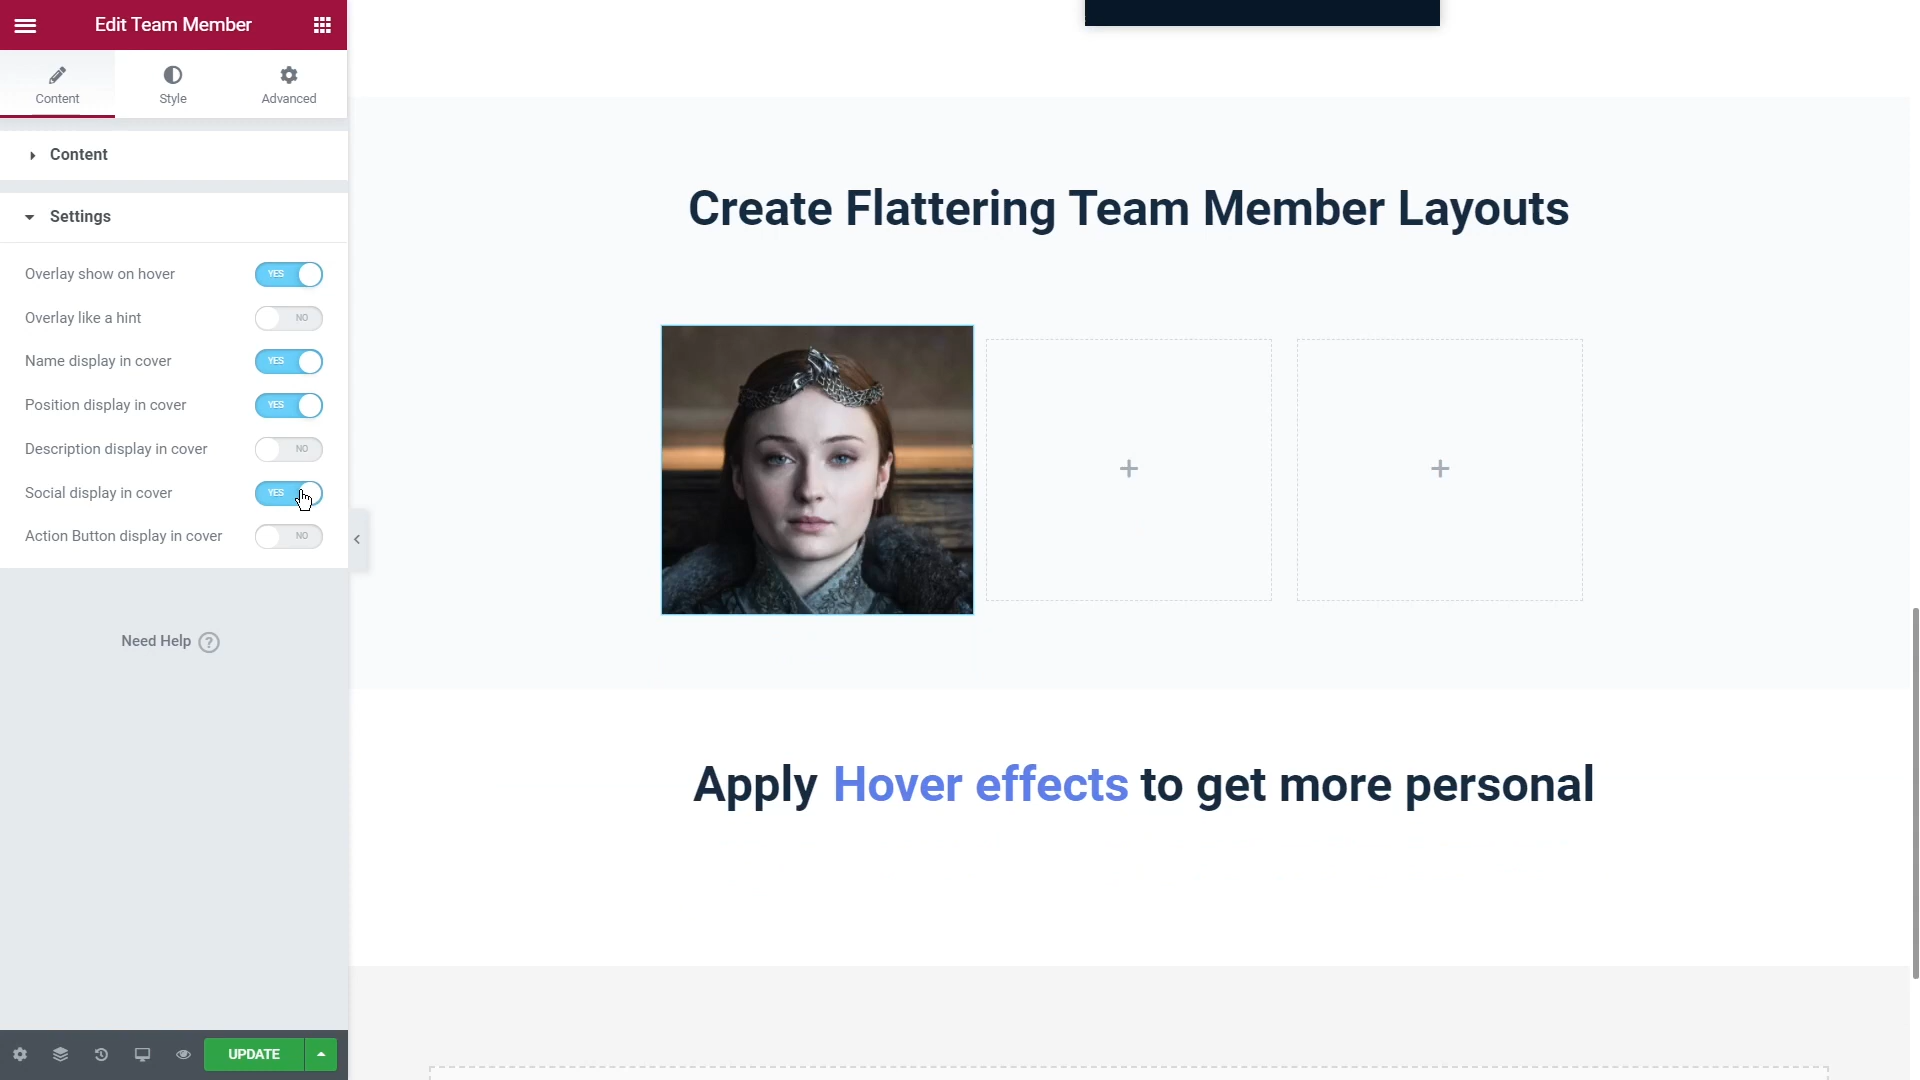 Edit Team Member
Content
Style
Advanced
Content
Settings
Overlay show on hover
YES
Overlay like a hint
NO
Name display in cover
YES
Position display in cover
YES
Description display in cover
NO
Social display in cover
YES
Action Button display in cover
NO
Need Help ?
UPDATE
Create Flattering Team Member Layouts
Apply Hover effects to get more personal